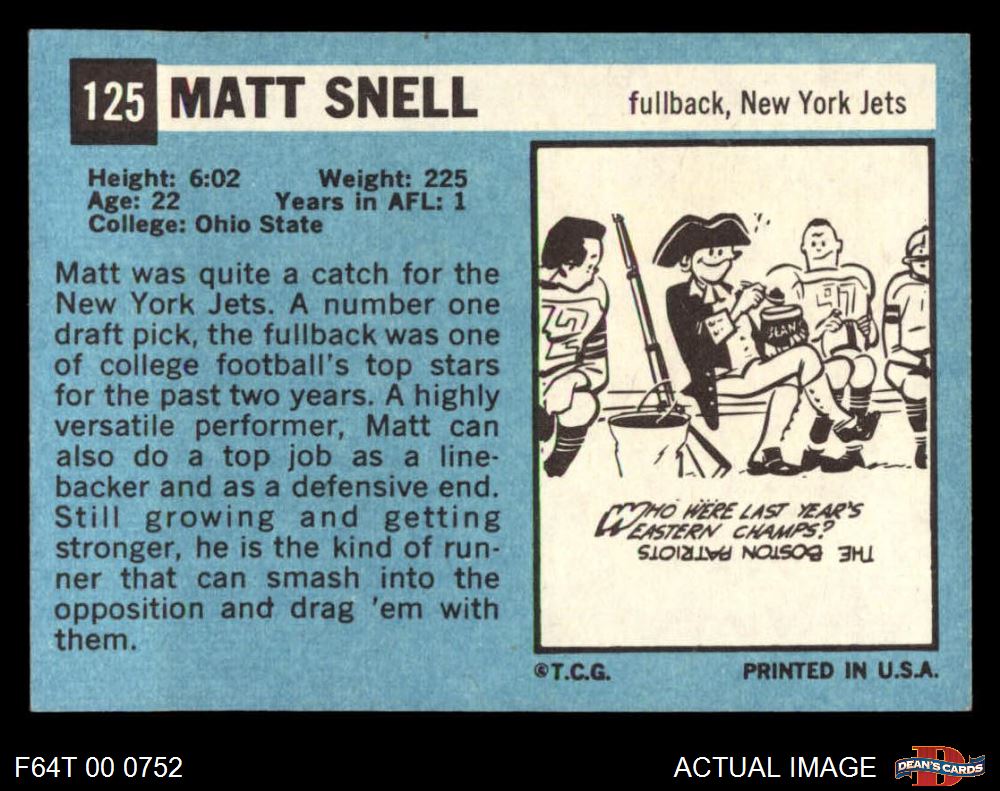 125 MATT SNELL
fullback, New York Jets
Height: 6:02 Weight: 225
Age: 22 Years in AFL: 1
College: Ohio State
Matt was quite a catch for the
New York Jets. A number one
draft pick, the fullback was one
of college football's top stars
for the past two years. A highly
versatile performer, Matt can
also do a top job as a line-
backer and as a defensive end.
Still growing and getting
stronger, he is the kind of run-
ner that can smash into the
opposition and drag 'em with
them.
WHO WERE LAST YEAR'S
EASTERN CHAMPS?
THE BOSTON PATRIOTS
©T.C.G.
PRINTED IN U.S.A.
F64T 00 0752
ACTUAL IMAGE
D
DEAN'S CARDS